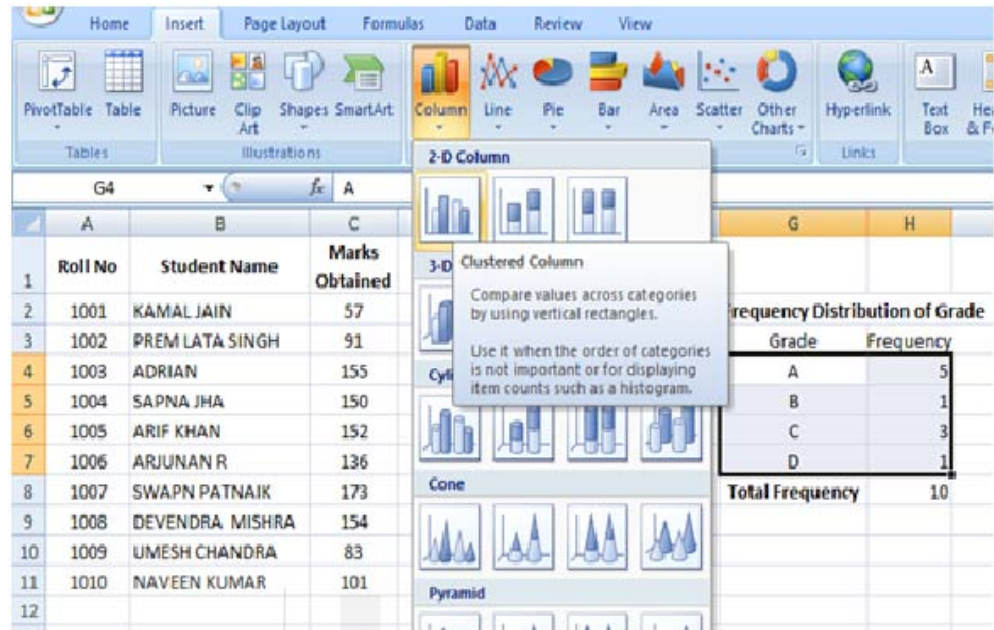 Home Insert Page Layout Formulas Data Review View
PivotTable Table Picture Clip Art Shapes SmartArt Column Line Pie Bar Area Scatter Other Charts Hyperlink Text Box
Tables Illustrations Links
G4 fx A
2-D Column
A B C G H
Clustered Column
Compare values across categories
by using vertical rectangles.
Use it when the order of categories
is not important or for displaying
item counts such as a histogram.
3-D
1 Roll No Student Name Marks Obtained
2 1001 KAMAL JAIN 57 Frequency Distribution of Grade
3 1002 PREM LATA SINGH 91 Grade Frequency
4 1003 ADRIAN 155 A 5
5 1004 SAPNA JHA 150 B 1
6 1005 ARIF KHAN 152 C 3
7 1006 ARJUNAN R 136 D 1
8 1007 SWAPN PATNAIK 173 Total Frequency 10
9 1008 DEVENDRA MISHRA 154
10 1009 UMESH CHANDRA 83
11 1010 NAVEEN KUMAR 101
12
Cone
Pyramid